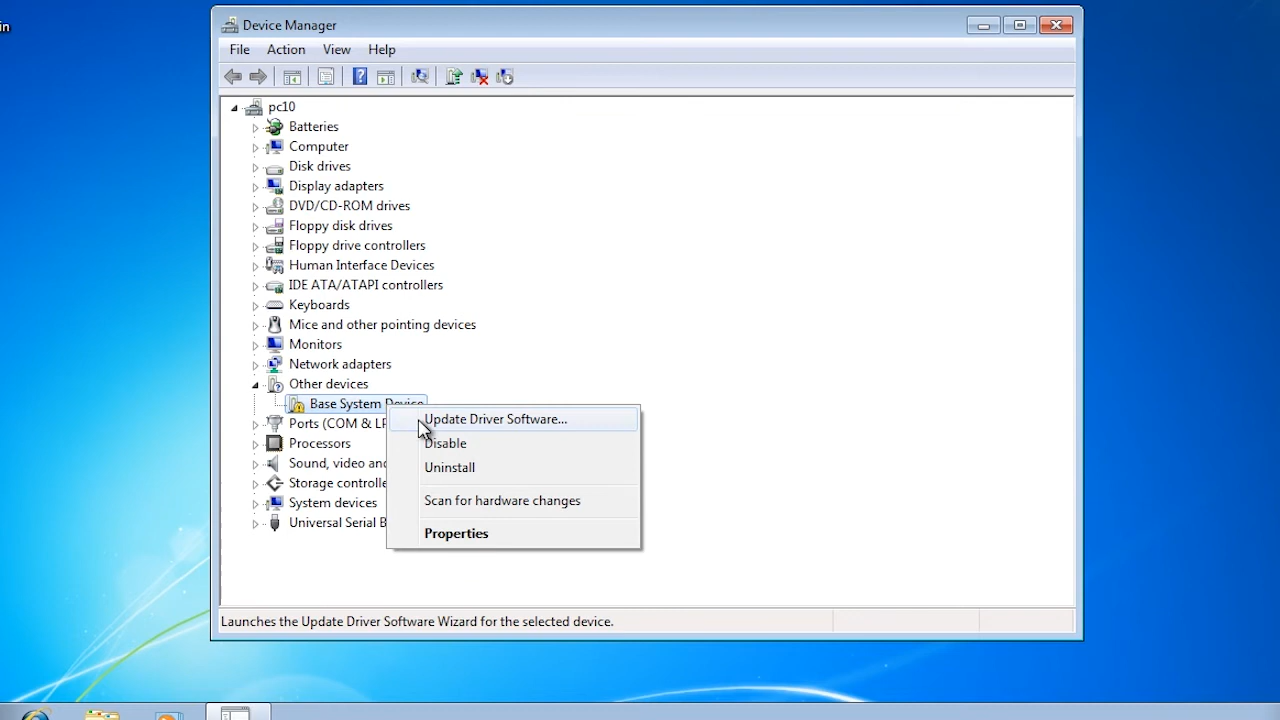 in
Device Manager
File Action View Help
pc10
Batteries
Computer
Disk drives
Display adapters
DVD/CD-ROM drives
Floppy disk drives
Floppy drive controllers
Human Interface Devices
IDE ATA/ATAPI controllers
Keyboards
Mice and other pointing devices
Monitors
Network adapters
Other devices
Base System Device
Ports (COM & LP
Processors
Sound, video and
Storage controlle
System devices
Universal Serial B
Update Driver Software...
Disable
Uninstall
Scan for hardware changes
Properties
Launches the Update Driver Software Wizard for the selected device.